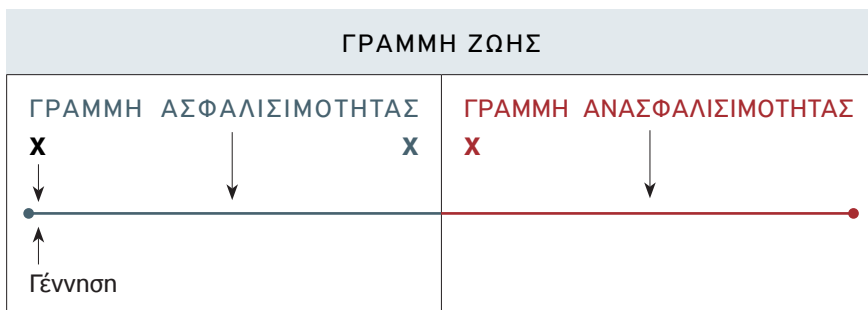 ΓΡΑΜΜΗ ΖΩΗΣ
ΓΡΑΜΜΗ ΑΣΦΑΛΙΣΙΜΟΤΗΤΑΣ
Χ Χ
ΓΡΑΜΜΗ ΑΝΑΣΦΑΛΙΣΙΜΟΤΗΤΑΣ
Χ
Γέννηση